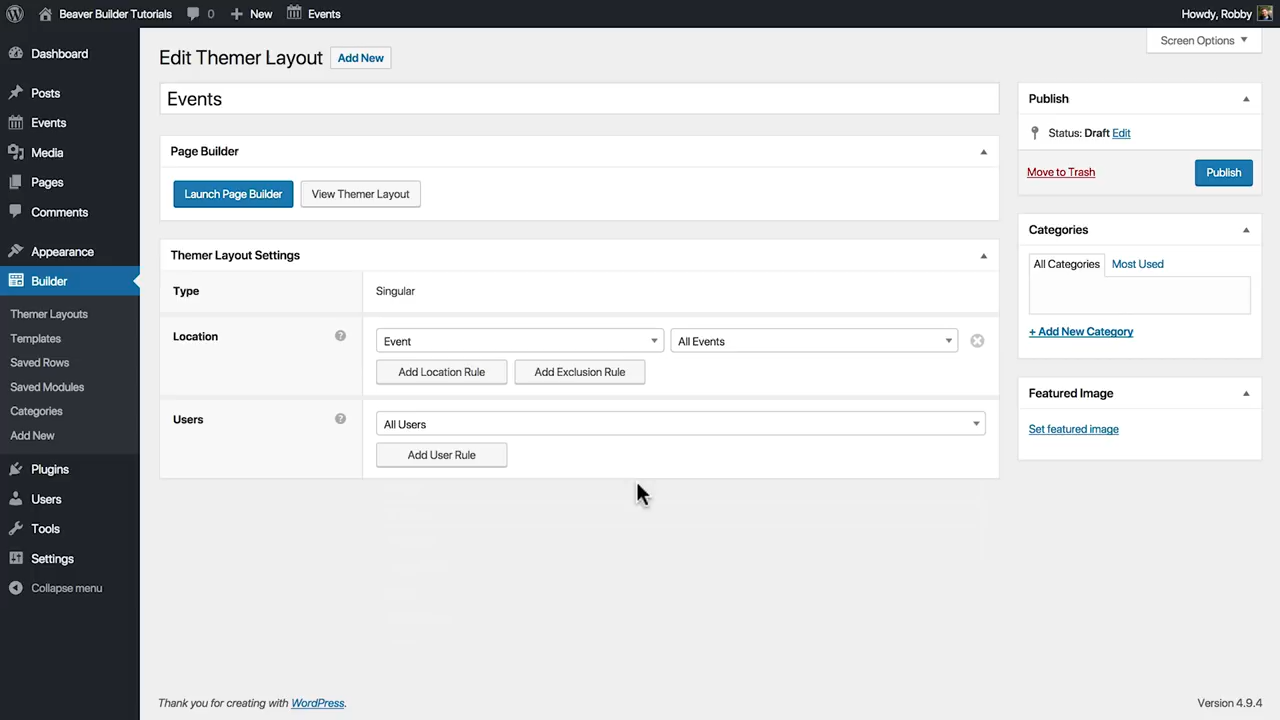 Beaver Builder Tutorials 0 New Events Howdy, Robby
Screen Options
Dashboard
Posts
Events
Media
Pages
Comments
Appearance
Builder
Themer Layouts
Templates
Saved Rows
Saved Modules
Categories
Add New
Plugins
Users
Tools
Settings
Collapse menu
Edit Themer Layout Add New
Events
Page Builder
Launch Page Builder View Themer Layout
Themer Layout Settings
Type Singular
Location ? Event All Events
Add Location Rule Add Exclusion Rule
Users ? All Users
Add User Rule
Publish
Status: Draft Edit
Move to Trash Publish
Categories
All Categories Most Used
+ Add New Category
Featured Image
Set featured image
Thank you for creating with WordPress. Version 4.9.4